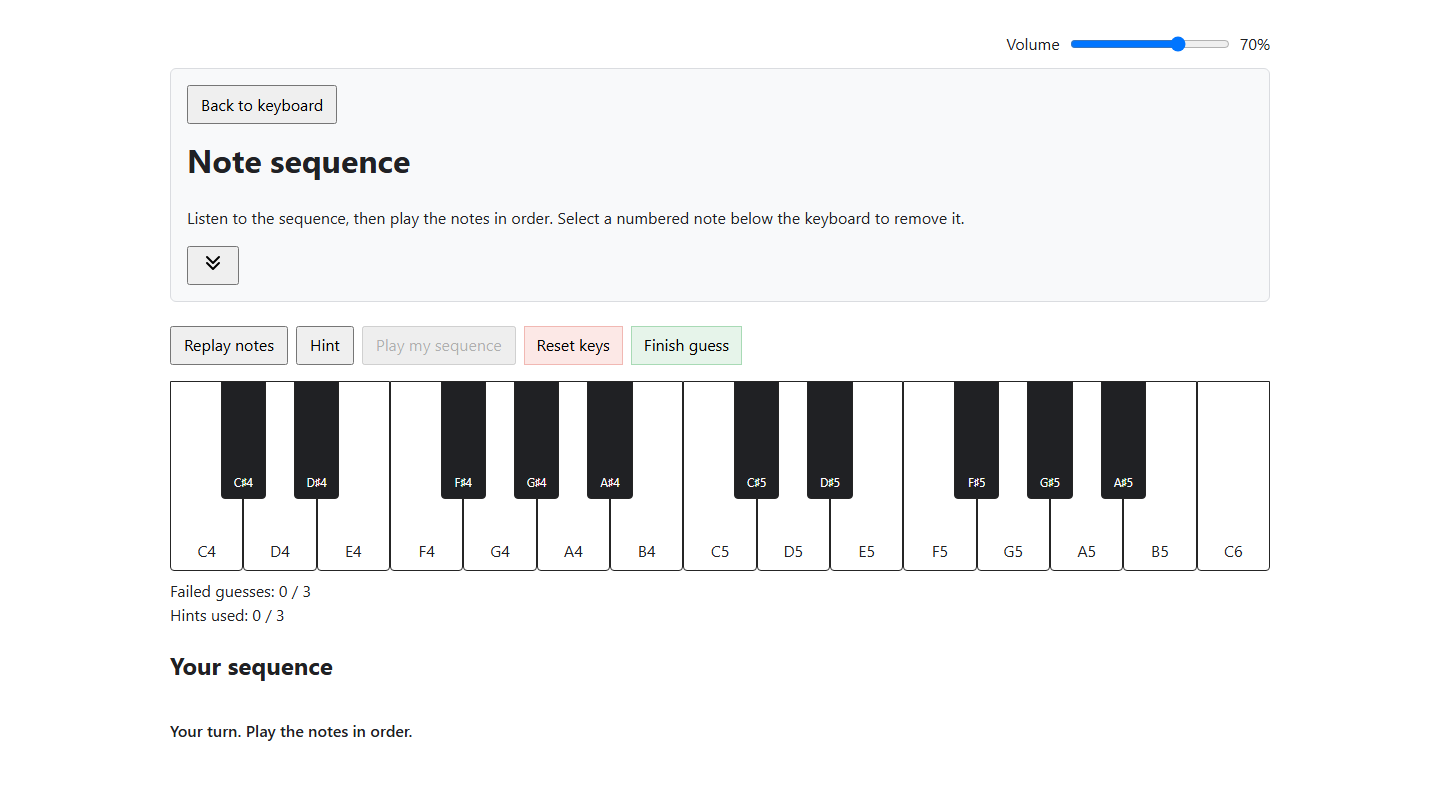 Volume 70%
Back to keyboard
Note sequence
Listen to the sequence, then play the notes in order. Select a numbered note below the keyboard to remove it.
Replay notes Hint Play my sequence Reset keys Finish guess
C♯4 D♯4 F♯4 G♯4 A♯4 C♯5 D♯5 F♯5 G♯5 A♯5
C4 D4 E4 F4 G4 A4 B4 C5 D5 E5 F5 G5 A5 B5 C6
Failed guesses: 0 / 3
Hints used: 0 / 3
Your sequence
Your turn. Play the notes in order.